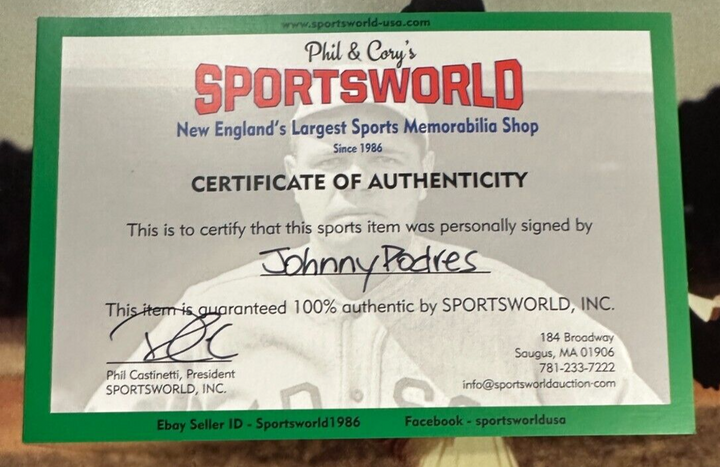 www.sportsworld-usa.com
Phil & Cory's
SPORTSWORLD
New England's Largest Sports Memorabilia Shop
Since 1986
CERTIFICATE OF AUTHENTICITY
This is to certify that this sports item was personally signed by
Johnny Podres
This item is guaranteed 100% authentic by SPORTSWORLD, INC.
Phil Castinetti, President
SPORTSWORLD, INC.
184 Broadway
Saugus, MA 01906
781-233-7222
info@sportsworldauction.com
Ebay Seller ID - Sportsworld1986
Facebook - sportsworldusa